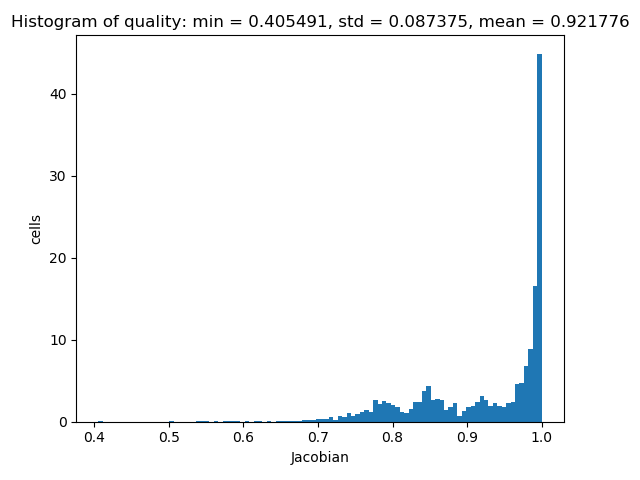 Histogram of quality: min = 0.405491, std = 0.087375, mean = 0.921776
40
30
20
10
0
cells
0.4 0.5 0.6 0.7 0.8 0.9 1.0
Jacobian